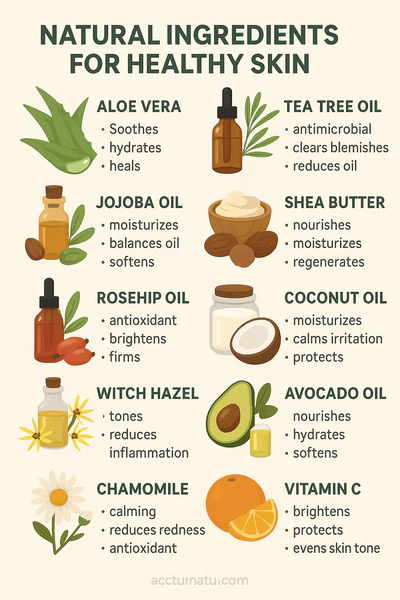 NATURAL INGREDIENTS
FOR HEALTHY SKIN
ALOE VERA
• Soothes
• hydrates
• heals
TEA TREE OIL
• antimicrobial
• clears blemishes
• reduces oil
JOJOBA OIL
• moisturizes
• balances oil
• softens
SHEA BUTTER
• nourishes
• moisturizes
• regenerates
ROSEHIP OIL
• antioxidant
• brightens
• firms
COCONUT OIL
• moisturizes
• calms irritation
• protects
WITCH HAZEL
• tones
• reduces
inflammation
AVOCADO OIL
nourishes
• hydrates
• softens
CHAMOMILE
• calming
• reduces redness
• antioxidant
VITAMIN C
• brightens
• protects
• evens skin tone
acctuinatu.com